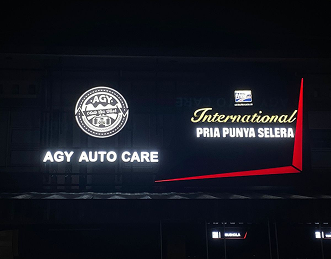 AGY
AGY AUTO CARE
International
PRIA PUNYA SELERA